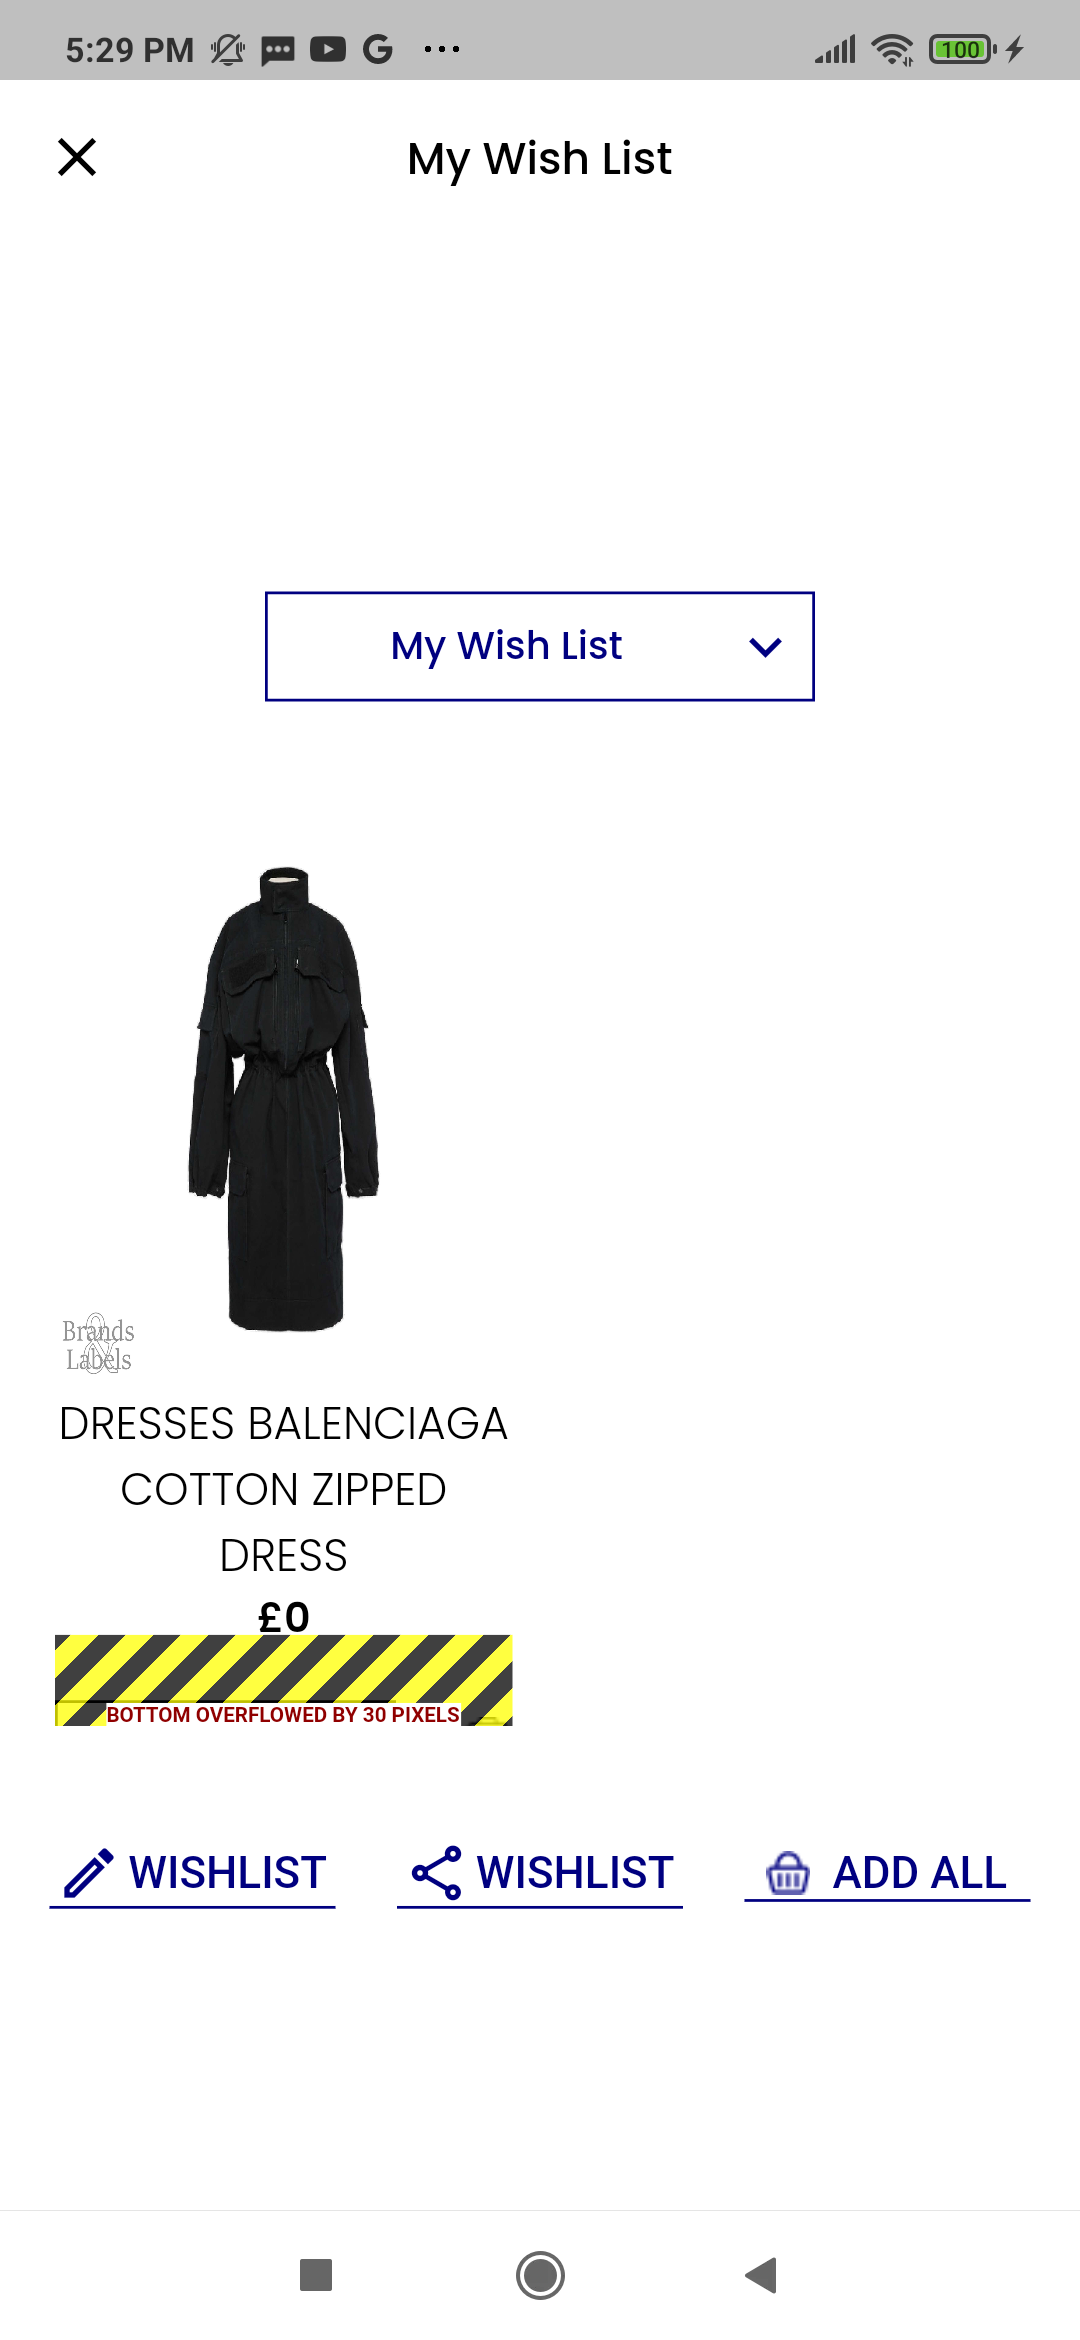 5:29 PM
100
My Wish List
My Wish List
Brands
&
Labels
DRESSES BALENCIAGA
COTTON ZIPPED
DRESS
£0
BOTTOM OVERFLOWED BY 30 PIXELS
WISHLIST
WISHLIST
ADD ALL